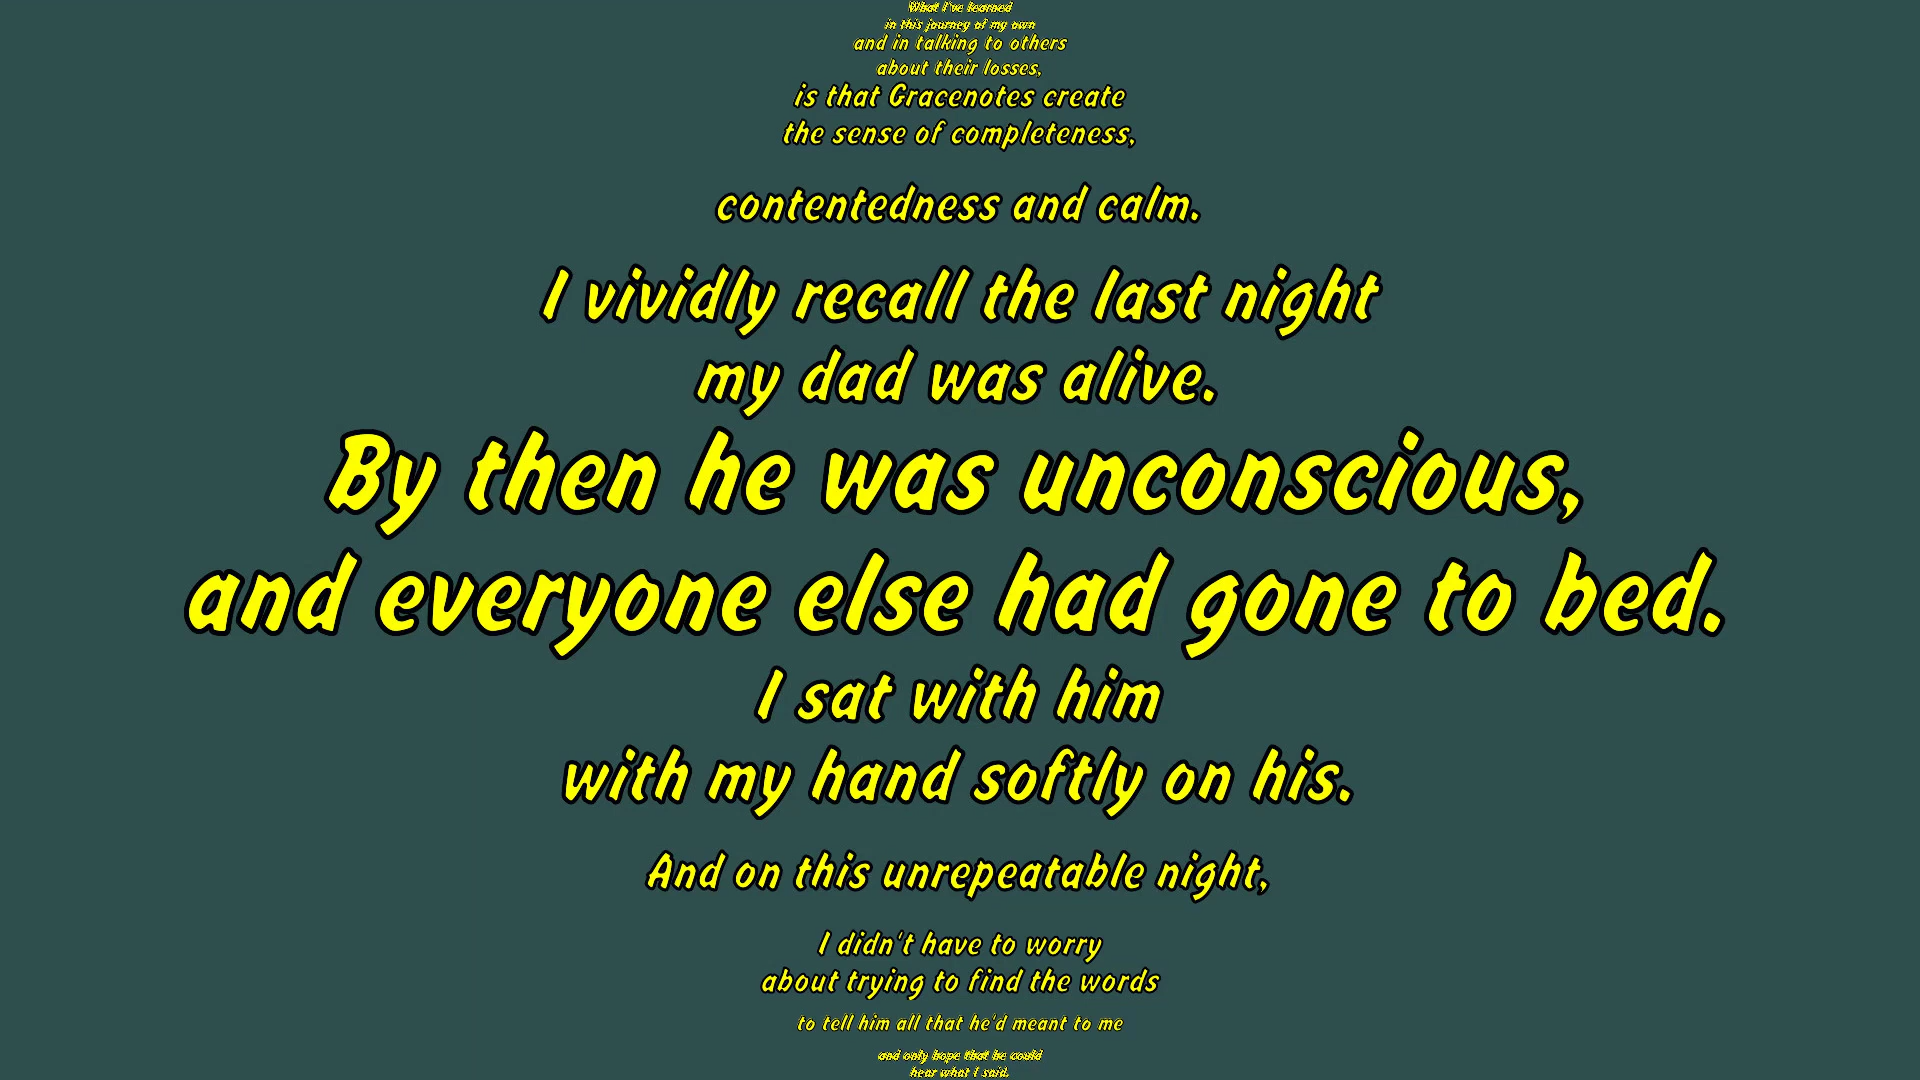 What I've learned
in this journey of my own
and in talking to others
about their losses,
is that Gracenotes create
the sense of completeness,
contentedness and calm.
I vividly recall the last night
my dad was alive.
By then he was unconscious,
and everyone else had gone to bed.
I sat with him
with my hand softly on his.
And on this unrepeatable night,
I didn't have to worry
about trying to find the words
to tell him all that he'd meant to me
and only hope that he could
hear what I said.